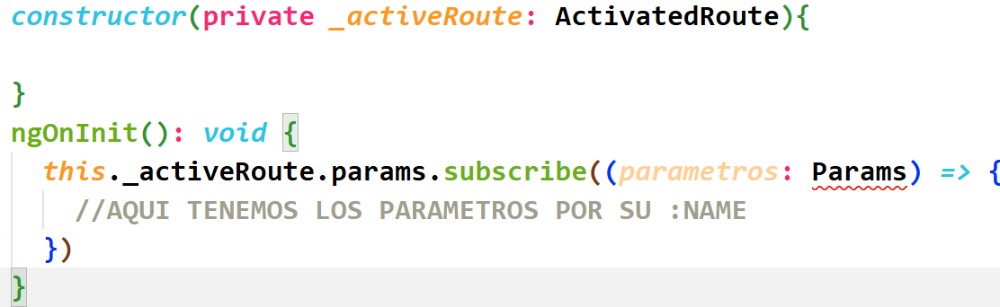 constructor(private _activeRoute: ActivatedRoute){
}
ngOnInit(): void {
this._activeRoute.params.subscribe((parametros: Params) => {
//AQUI TENEMOS LOS PARAMETROS POR SU :NAME
})
}